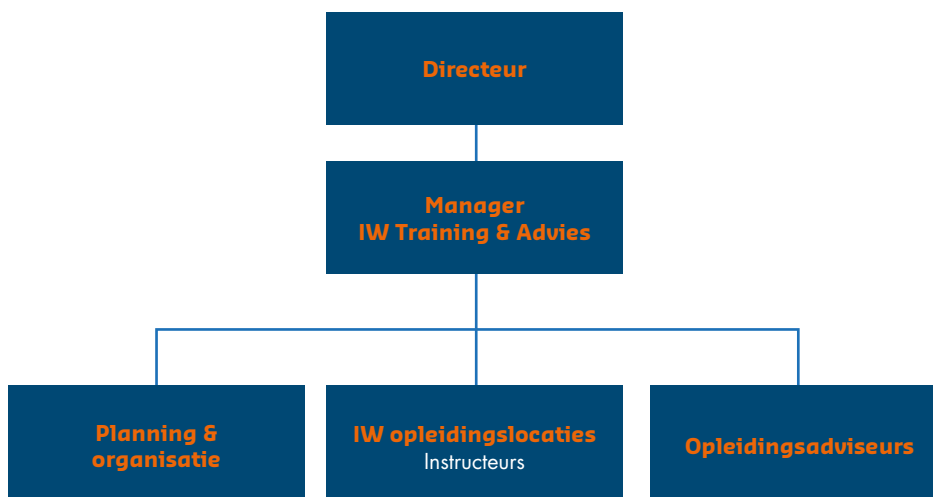 Directeur
Manager
IW Training & Advies
Planning &
organisatie
IW opleidingslocaties
Instructeurs
Opleidingsadviseurs